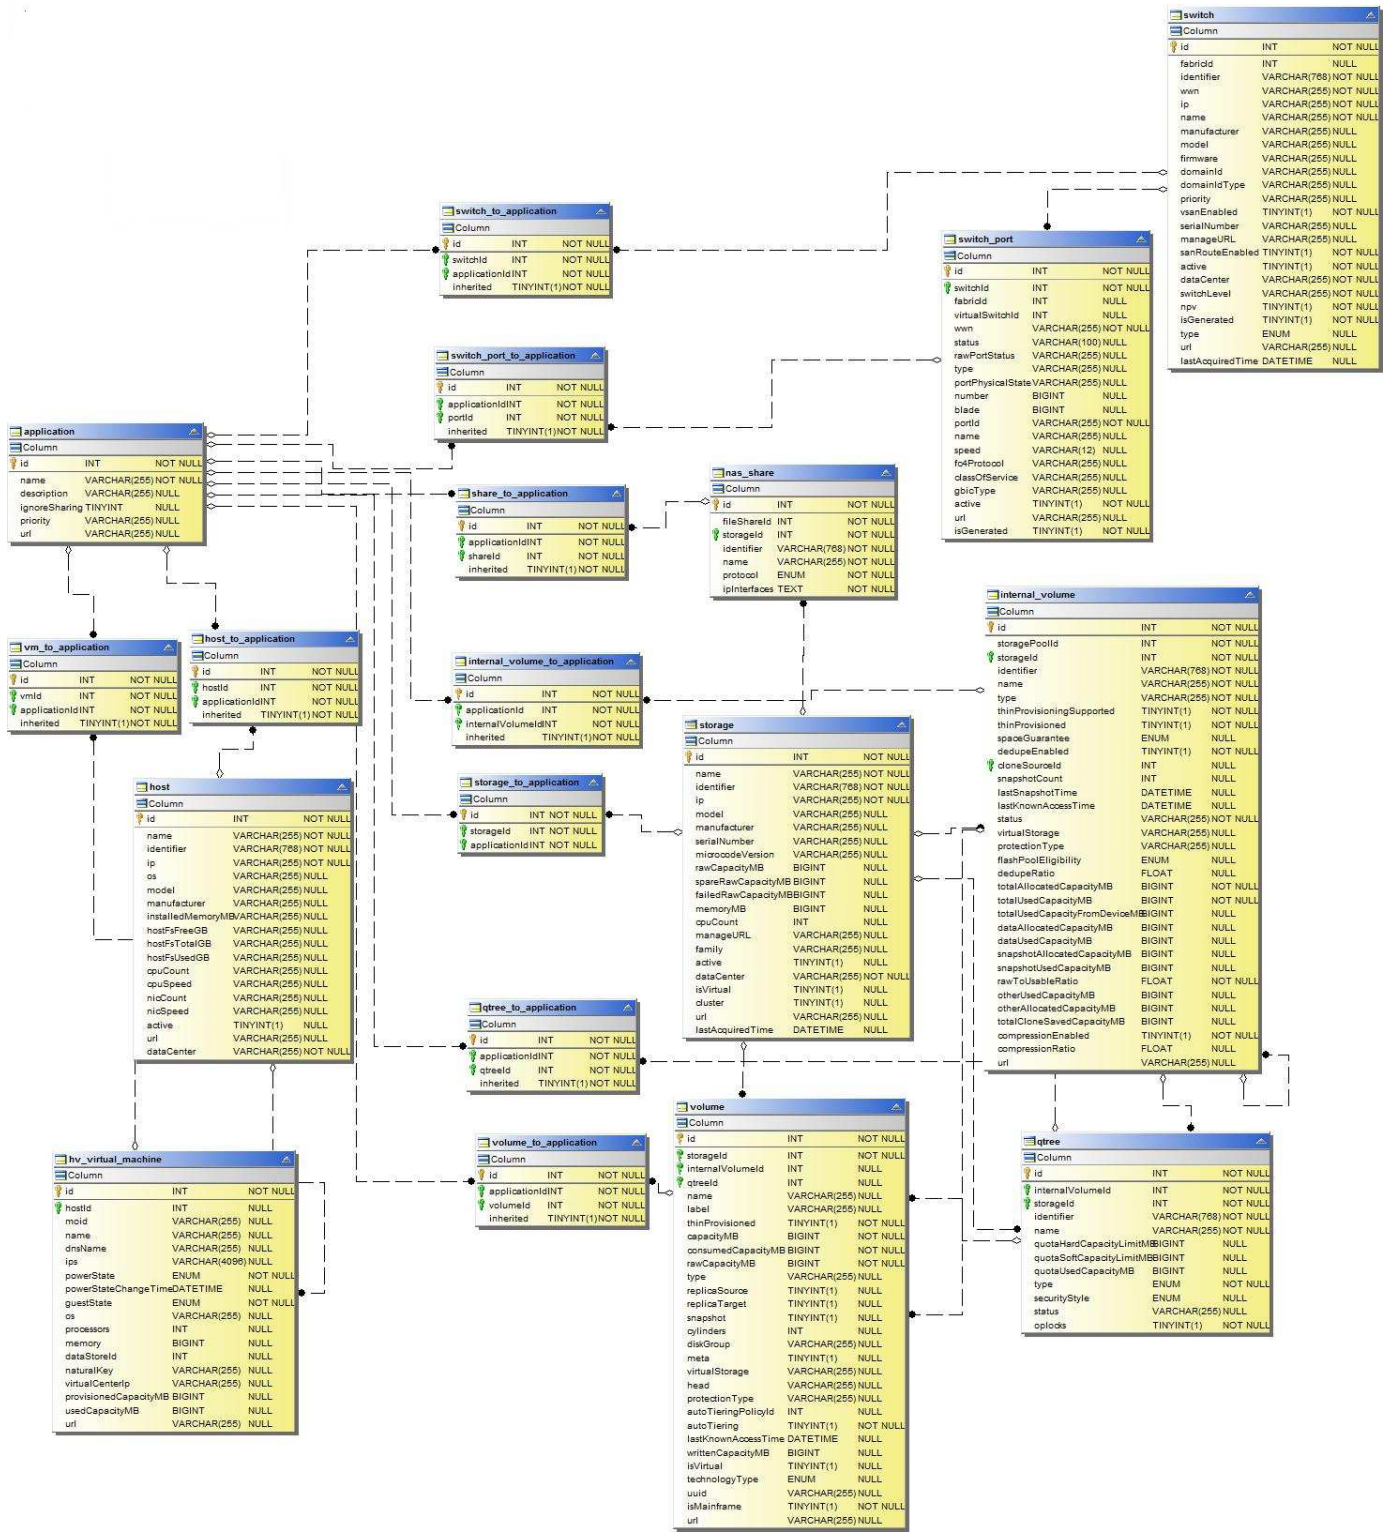 switch
Column
id INT NOT NULL
fabricId INT NULL
identifier VARCHAR(768) NOT NULL
wwn VARCHAR(255) NOT NULL
ip VARCHAR(255) NOT NULL
name VARCHAR(255) NOT NULL
manufacturer VARCHAR(255) NULL
model VARCHAR(255) NULL
firmware VARCHAR(255) NULL
domainId VARCHAR(255) NULL
domainIdType VARCHAR(255) NULL
priority VARCHAR(255) NULL
vsanEnabled TINYINT(1) NOT NULL
serialNumber VARCHAR(255) NULL
manageURL VARCHAR(255) NULL
sanRouteEnabled TINYINT(1) NOT NULL
active TINYINT(1) NOT NULL
dataCenter VARCHAR(255) NOT NULL
switchLevel VARCHAR(255) NOT NULL
npv TINYINT(1) NOT NULL
isGenerated TINYINT(1) NOT NULL
type ENUM NULL
url VARCHAR(255) NULL
lastAcquiredTime DATETIME NULL
switch_to_application
Column
id INT NOT NULL
switchId INT NOT NULL
applicationId INT NOT NULL
inherited TINYINT(1) NOT NULL
switch_port
Column
id INT NOT NULL
switchId INT NOT NULL
fabricId INT NULL
virtualSwitchId INT NULL
wwn VARCHAR(255) NOT NULL
status VARCHAR(100) NULL
rawPortStatus VARCHAR(255) NULL
type VARCHAR(255) NULL
portPhysicalState VARCHAR(255) NULL
number BIGINT NULL
blade BIGINT NULL
portId VARCHAR(255) NOT NULL
name VARCHAR(255) NULL
speed VARCHAR(12) NULL
fc4Protocol VARCHAR(255) NULL
classOfService VARCHAR(255) NULL
gbicType VARCHAR(255) NULL
active TINYINT(1) NOT NULL
url VARCHAR(255) NULL
isGenerated TINYINT(1) NOT NULL
switch_port_to_application
Column
id INT NOT NULL
applicationId INT NOT NULL
portId INT NOT NULL
inherited TINYINT(1) NOT NULL
application
Column
id INT NOT NULL
name VARCHAR(255) NOT NULL
description VARCHAR(255) NULL
ignoreSharing TINYINT NULL
priority VARCHAR(255) NULL
url VARCHAR(255) NULL
share_to_application
Column
id INT NOT NULL
applicationId INT NOT NULL
shareId INT NOT NULL
inherited TINYINT(1) NOT NULL
nas_share
Column
id INT NOT NULL
fileShareId INT NOT NULL
storageId INT NOT NULL
identifier VARCHAR(768) NOT NULL
name VARCHAR(255) NOT NULL
protocol ENUM NOT NULL
ipInterfaces TEXT NOT NULL
internal_volume
Column
id INT NOT NULL
storagePoolId INT NOT NULL
storageId INT NOT NULL
identifier VARCHAR(768) NOT NULL
name VARCHAR(255) NOT NULL
type VARCHAR(255) NOT NULL
thinProvisioningSupported TINYINT(1) NOT NULL
thinProvisioned TINYINT(1) NOT NULL
spaceGuarantee ENUM NULL
dedupeEnabled TINYINT(1) NOT NULL
cloneSourceId INT NULL
snapshotCount INT NULL
lastSnapshotTime DATETIME NULL
lastKnownAccessTime DATETIME NULL
status VARCHAR(255) NOT NULL
virtualStorage VARCHAR(255) NULL
protectionType VARCHAR(255) NULL
flashPoolEligibility ENUM NULL
dedupeRatio FLOAT NULL
totalAllocatedCapacityMB BIGINT NOT NULL
totalUsedCapacityMB BIGINT NOT NULL
totalUsedCapacityFromDeviceMB BIGINT NULL
dataAllocatedCapacityMB BIGINT NULL
dataUsedCapacityMB BIGINT NULL
snapshotAllocatedCapacityMB BIGINT NULL
snapshotUsedCapacityMB BIGINT NULL
rawToUsableRatio FLOAT NOT NULL
otherUsedCapacityMB BIGINT NULL
otherAllocatedCapacityMB BIGINT NULL
totalCloneSavedCapacityMB BIGINT NULL
compressionEnabled TINYINT(1) NOT NULL
compressionRatio FLOAT NULL
url VARCHAR(255) NULL
vm_to_application
Column
id INT NOT NULL
vmId INT NOT NULL
applicationId INT NOT NULL
inherited TINYINT(1) NOT NULL
host_to_application
Column
id INT NOT NULL
hostId INT NOT NULL
applicationId INT NOT NULL
inherited TINYINT(1) NOT NULL
internal_volume_to_application
Column
id INT NOT NULL
applicationId INT NOT NULL
internalVolumeId INT NOT NULL
inherited TINYINT(1) NOT NULL
storage
Column
id INT NOT NULL
name VARCHAR(255) NOT NULL
identifier VARCHAR(768) NOT NULL
ip VARCHAR(255) NOT NULL
model VARCHAR(255) NULL
manufacturer VARCHAR(255) NULL
serialNumber VARCHAR(255) NULL
microcodeVersion VARCHAR(255) NULL
rawCapacityMB BIGINT NULL
spareRawCapacityMB BIGINT NULL
failedRawCapacityMB BIGINT NULL
memoryMB BIGINT NULL
cpuCount INT NULL
manageURL VARCHAR(255) NULL
family VARCHAR(255) NULL
active TINYINT(1) NULL
dataCenter VARCHAR(255) NOT NULL
isVirtual TINYINT(1) NULL
cluster TINYINT(1) NULL
url VARCHAR(255) NULL
lastAcquiredTime DATETIME NULL
storage_to_application
Column
id INT NOT NULL
storageId INT NOT NULL
applicationId INT NOT NULL
host
Column
id INT NOT NULL
name VARCHAR(255) NOT NULL
identifier VARCHAR(768) NOT NULL
ip VARCHAR(255) NOT NULL
os VARCHAR(255) NULL
model VARCHAR(255) NULL
manufacturer VARCHAR(255) NULL
installedMemoryMB VARCHAR(255) NULL
hostFsFreeGB VARCHAR(255) NULL
hostFsTotalGB VARCHAR(255) NULL
hostFsUsedGB VARCHAR(255) NULL
cpuCount VARCHAR(255) NULL
cpuSpeed VARCHAR(255) NULL
nicCount VARCHAR(255) NULL
nicSpeed VARCHAR(255) NULL
active TINYINT(1) NULL
url VARCHAR(255) NULL
dataCenter VARCHAR(255) NOT NULL
qtree_to_application
Column
id INT NOT NULL
applicationId INT NOT NULL
qtreeId INT NOT NULL
inherited TINYINT(1) NOT NULL
volume
Column
id INT NOT NULL
storageId INT NOT NULL
internalVolumeId INT NULL
qtreeId INT NULL
name VARCHAR(255) NULL
label VARCHAR(255) NULL
thinProvisioned TINYINT(1) NOT NULL
capacityMB BIGINT NOT NULL
consumedCapacityMB BIGINT NOT NULL
rawCapacityMB BIGINT NOT NULL
type VARCHAR(255) NULL
replicaSource TINYINT(1) NULL
replicaTarget TINYINT(1) NULL
snapshot TINYINT(1) NULL
cylinders INT NULL
diskGroup VARCHAR(255) NULL
meta TINYINT(1) NULL
virtualStorage VARCHAR(255) NULL
head VARCHAR(255) NULL
protectionType VARCHAR(255) NULL
autoTieringPolicyId INT NULL
autoTiering TINYINT(1) NOT NULL
lastKnownAccessTime DATETIME NULL
writtenCapacityMB BIGINT NULL
isVirtual TINYINT(1) NULL
technologyType ENUM NULL
uuid VARCHAR(255) NULL
isMainframe TINYINT(1) NOT NULL
url VARCHAR(255) NULL
volume_to_application
Column
id INT NOT NULL
applicationId INT NOT NULL
volumeId INT NOT NULL
inherited TINYINT(1) NOT NULL
qtree
Column
id INT NOT NULL
internalVolumeId INT NOT NULL
storageId INT NOT NULL
identifier VARCHAR(768) NOT NULL
name VARCHAR(255) NOT NULL
quotaHardCapacityLimitMB BIGINT NULL
quotaSoftCapacityLimitMB BIGINT NULL
quotaUsedCapacityMB BIGINT NULL
type ENUM NOT NULL
securityStyle ENUM NULL
status VARCHAR(255) NULL
oplocks TINYINT(1) NOT NULL
hv_virtual_machine
Column
id INT NOT NULL
hostId INT NULL
moid VARCHAR(255) NULL
name VARCHAR(255) NULL
dnsName VARCHAR(255) NULL
ips VARCHAR(4096) NULL
powerState ENUM NOT NULL
powerStateChangeTime DATETIME NULL
guestState ENUM NOT NULL
os VARCHAR(255) NULL
processors INT NULL
memory BIGINT NULL
dataStoreId INT NULL
naturalKey VARCHAR(255) NULL
virtualCenterIp VARCHAR(255) NULL
provisionedCapacityMB BIGINT NULL
usedCapacityMB BIGINT NULL
url VARCHAR(255) NULL